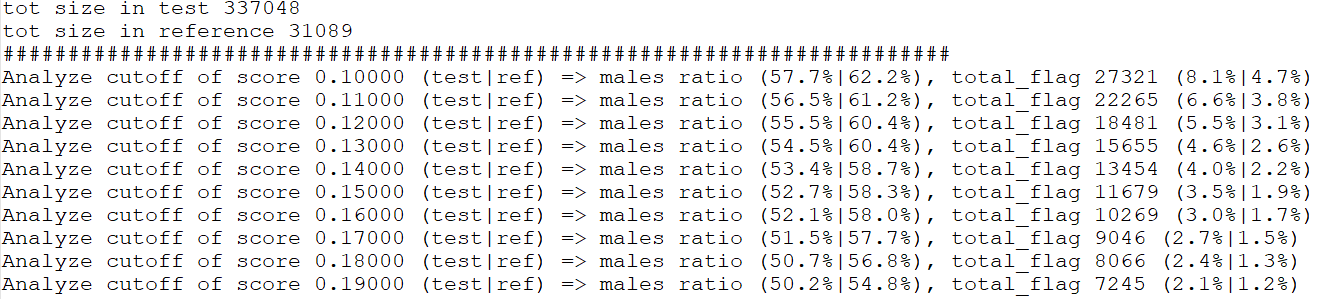 tot size in test 337048
tot size in reference 31089
########################################################################
Analyze cutoff of score 0.10000 (test|ref) => males ratio (57.7%|62.2%), total_flag 27321 (8.1%|4.7%)
Analyze cutoff of score 0.11000 (test|ref) => males ratio (56.5%|61.2%), total_flag 22265 (6.6%|3.8%)
Analyze cutoff of score 0.12000 (test|ref) => males ratio (55.5%|60.4%), total_flag 18481 (5.5%|3.1%)
Analyze cutoff of score 0.13000 (test|ref) => males ratio (54.5%|60.4%), total_flag 15655 (4.6%|2.6%)
Analyze cutoff of score 0.14000 (test|ref) => males ratio (53.4%|58.7%), total_flag 13454 (4.0%|2.2%)
Analyze cutoff of score 0.15000 (test|ref) => males ratio (52.7%|58.3%), total_flag 11679 (3.5%|1.9%)
Analyze cutoff of score 0.16000 (test|ref) => males ratio (52.1%|58.0%), total_flag 10269 (3.0%|1.7%)
Analyze cutoff of score 0.17000 (test|ref) => males ratio (51.5%|57.7%), total_flag 9046 (2.7%|1.5%)
Analyze cutoff of score 0.18000 (test|ref) => males ratio (50.7%|56.8%), total_flag 8066 (2.4%|1.3%)
Analyze cutoff of score 0.19000 (test|ref) => males ratio (50.2%|54.8%), total_flag 7245 (2.1%|1.2%)